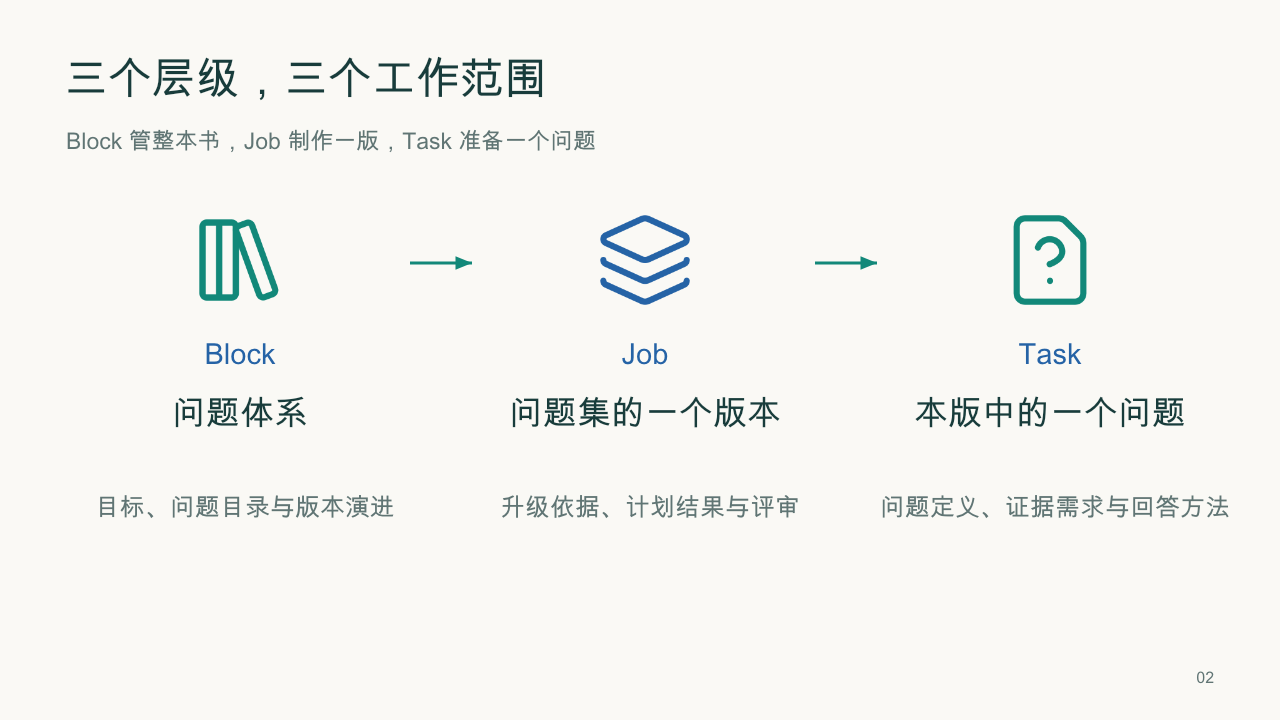 三个层级，三个工作范围
Block 管整本书，Job 制作一版，Task 准备一个问题
Block
Job
Task
问题体系
问题集的一个版本
本版中的一个问题
目标、问题目录与版本演进
升级依据、计划结果与评审
问题定义、证据需求与回答方法
02